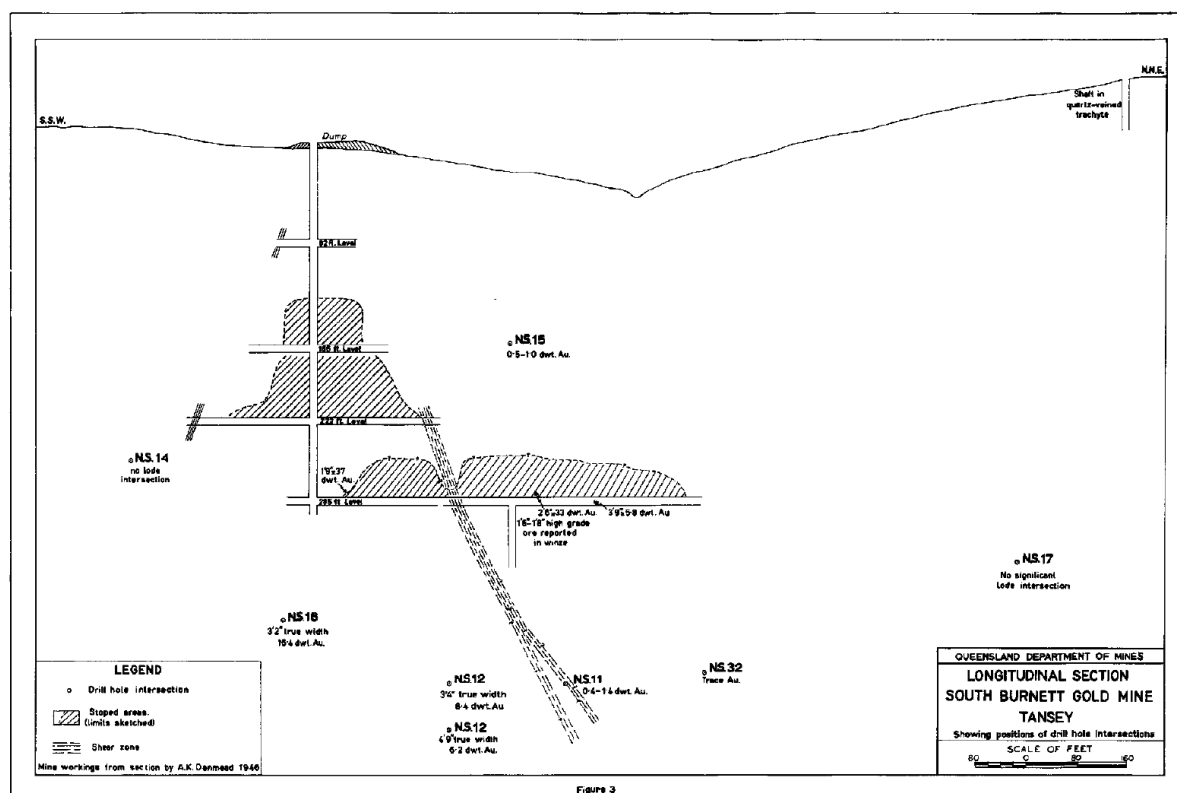 S.S.W.
N.N.E.
Shaft in
quartz-veined
trachyte
Dump
92 ft. Level
N.S.15
0·5-1·0 dwt. Au.
155 ft. Level
222 ft. Level
N.S.14
no lode
intersection
1'9"x37
dwt. Au.
285 ft Level
2'6"x33 dwt. Au.
3'9"x5·8 dwt. Au
1'6"-1'8" high grade
ore reported
in winze
N.S.17
No significant
Lode intersection
N.S.16
3'2" true width
15·4 dwt. Au.
N.S.12
3'4" true width
8·4 dwt. Au
N.S.11
0·4-1·4 dwt. Au.
N.S.32
Trace Au.
N.S.12
4'9" true width
6·2 dwt. Au.
LEGEND
Drill hole intersection
Stoped areas.
(limits sketched)
Shear zone
Mine workings from section by A.K. Denmead 1946
QUEENSLAND DEPARTMENT OF MINES
LONGITUDINAL SECTION
SOUTH BURNETT GOLD MINE
TANSEY
Showing positions of drill hole intersections
SCALE OF FEET
80 0 80 160
Figure 3